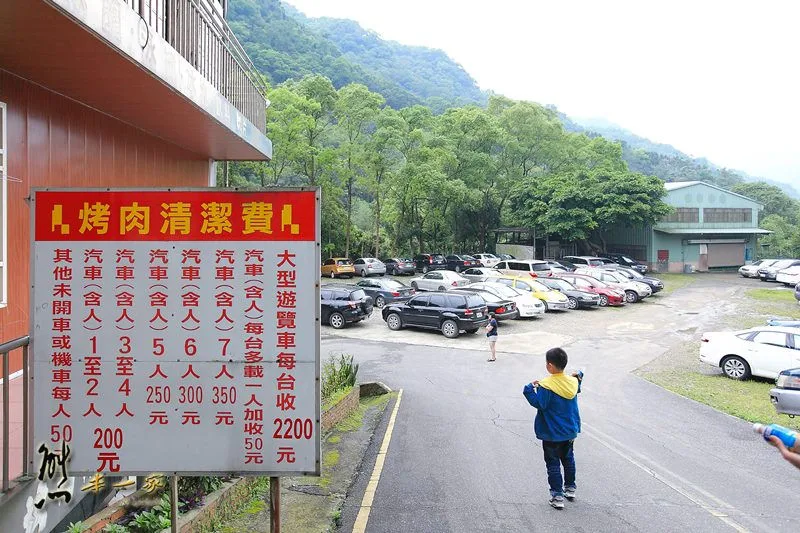 烤肉清潔費
大型遊覽車每台收2200元
汽車(含人)每台多載一人加收50元
汽車(含人)7人350元
汽車(含人)6人300元
汽車(含人)5人250元
汽車(含人)3至4人
汽車(含人)1至2人
200元
其他未開車或機車每人50元
熊一家